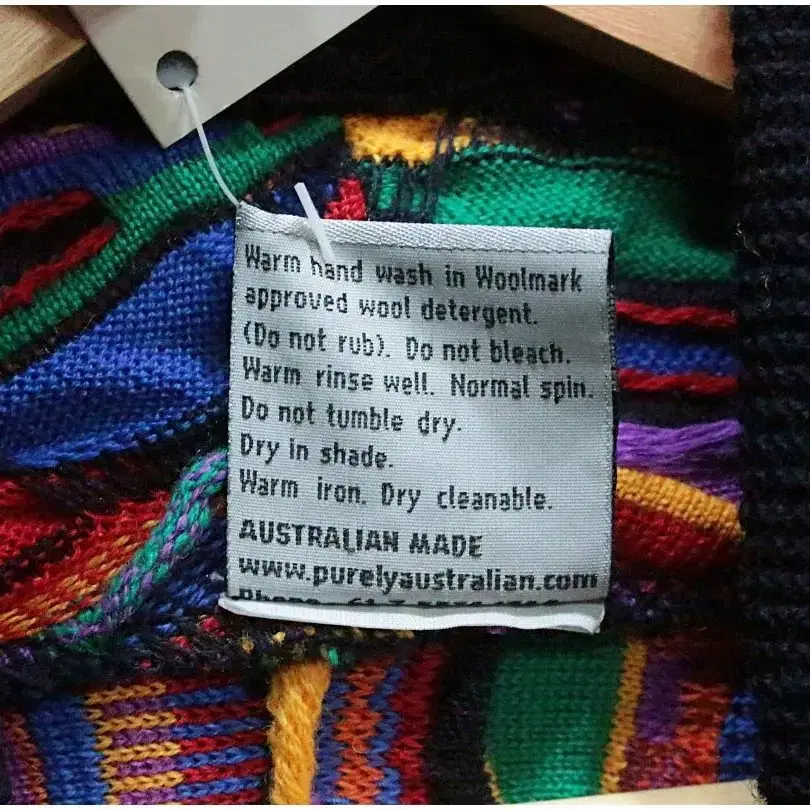 Warm hand wash in Woolmark
approved wool detergent.
(Do not rub). Do not bleach.
Warm rinse well. Normal spin.
Do not tumble dry.
Dry in shade.
Warm iron. Dry cleanable.
AUSTRALIAN MADE
www.purelyaustralian.com
Phone